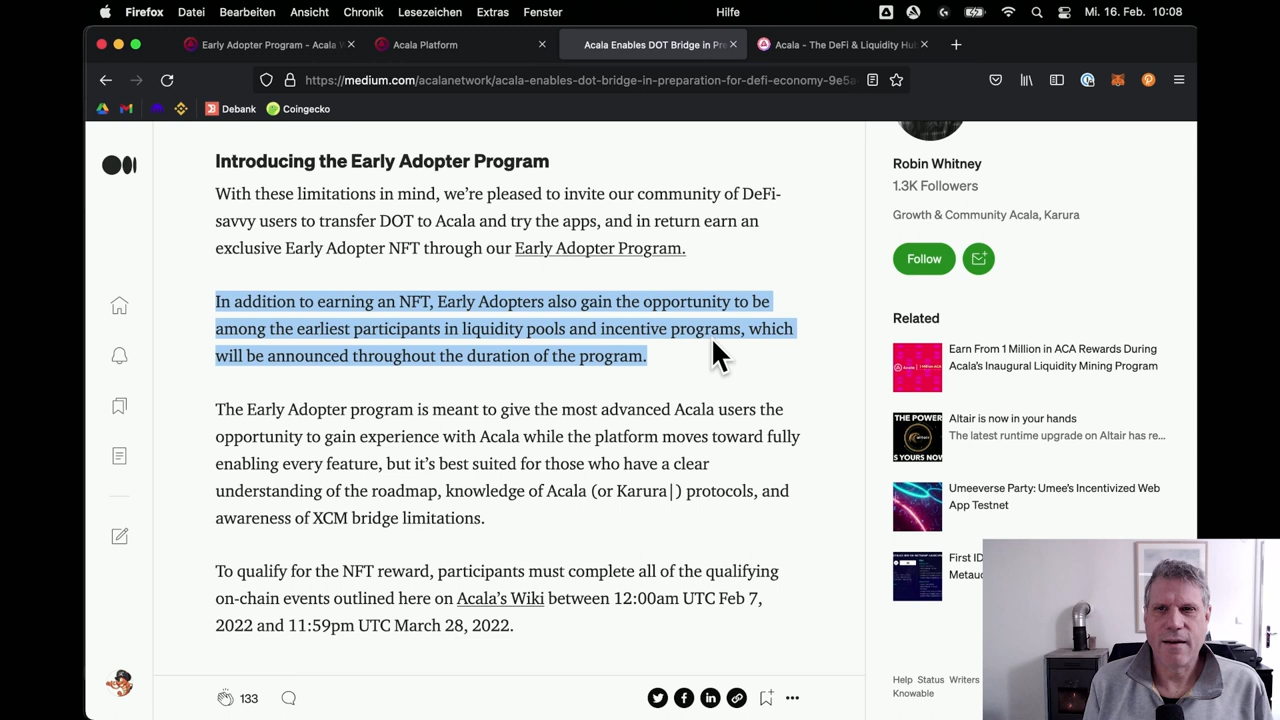 Firefox Datei Bearbeiten Ansicht Chronik Lesezeichen Extras Fenster Hilfe Mi. 16. Feb. 10:08
Early Adopter Program - Acala W
Acala Platform
Acala Enables DOT Bridge in Pre
Acala - The DeFi & Liquidity Hu
https://medium.com/acalanetwork/acala-enables-dot-bridge-in-preparation-for-defi-economy-9e5a
Debank Coingecko
Introducing the Early Adopter Program
With these limitations in mind, we’re pleased to invite our community of DeFi-
savvy users to transfer DOT to Acala and try the apps, and in return earn an
exclusive Early Adopter NFT through our Early Adopter Program.
In addition to earning an NFT, Early Adopters also gain the opportunity to be
among the earliest participants in liquidity pools and incentive programs, which
will be announced throughout the duration of the program.
The Early Adopter program is meant to give the most advanced Acala users the
opportunity to gain experience with Acala while the platform moves toward fully
enabling every feature, but it’s best suited for those who have a clear
understanding of the roadmap, knowledge of Acala (or Karura|) protocols, and
awareness of XCM bridge limitations.
To qualify for the NFT reward, participants must complete all of the qualifying
on-chain events outlined here on Acala’s Wiki between 12:00am UTC Feb 7,
2022 and 11:59pm UTC March 28, 2022.
133
Robin Whitney
1.3K Followers
Growth & Community Acala, Karura
Follow
Related
Earn From 1 Million in ACA Rewards During
Acala’s Inaugural Liquidity Mining Program
THE POWER
altair
IS YOURS NOW
Altair is now in your hands
The latest runtime upgrade on Altair has re...
Umeeverse Party: Umee’s Incentivized Web
App Testnet
First ID
Metaud
Help Status Writers
Knowable